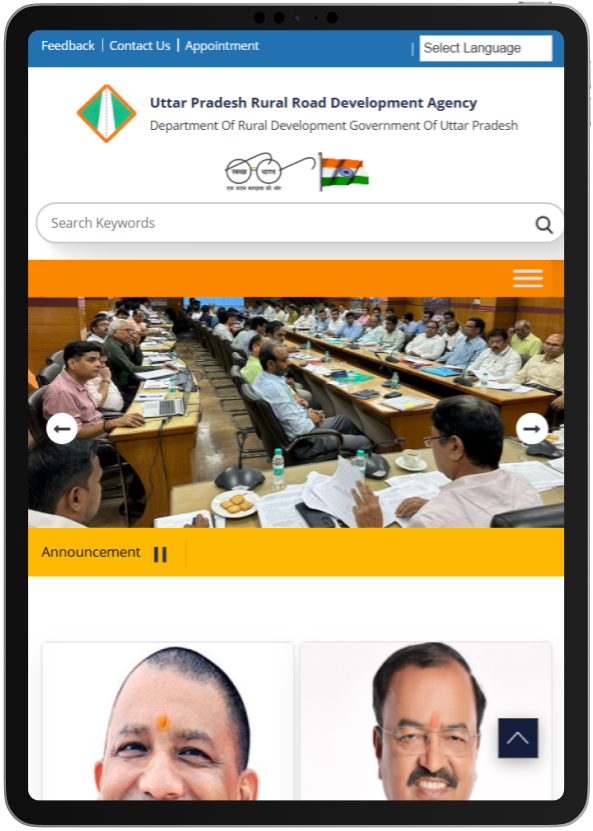 Feedback | Contact Us | Appointment | Select Language
Uttar Pradesh Rural Road Development Agency
Department Of Rural Development Government Of Uttar Pradesh
स्वच्छ भारत
एक कदम स्वच्छता की ओर
Search Keywords
Announcement